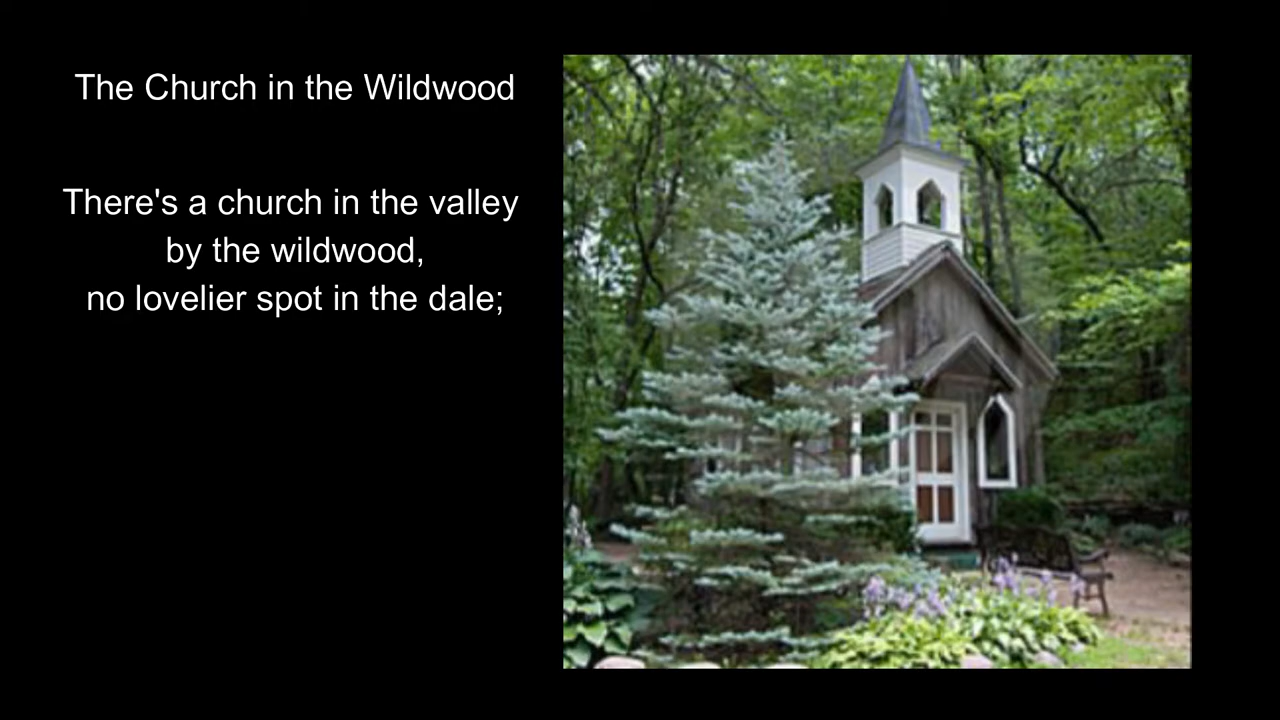 The Church in the Wildwood
There's a church in the valley
by the wildwood,
no lovelier spot in the dale;